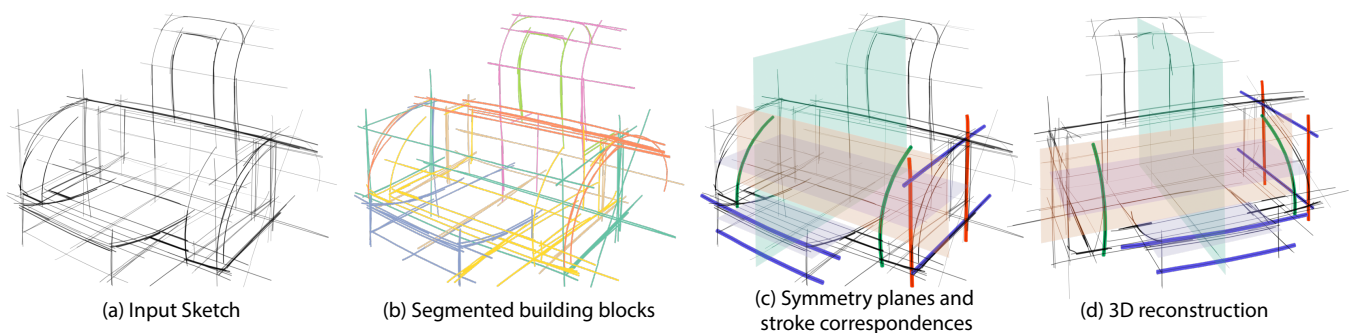 (a) Input Sketch
(b) Segmented building blocks
(c) Symmetry planes and
stroke correspondences
(d) 3D reconstruction